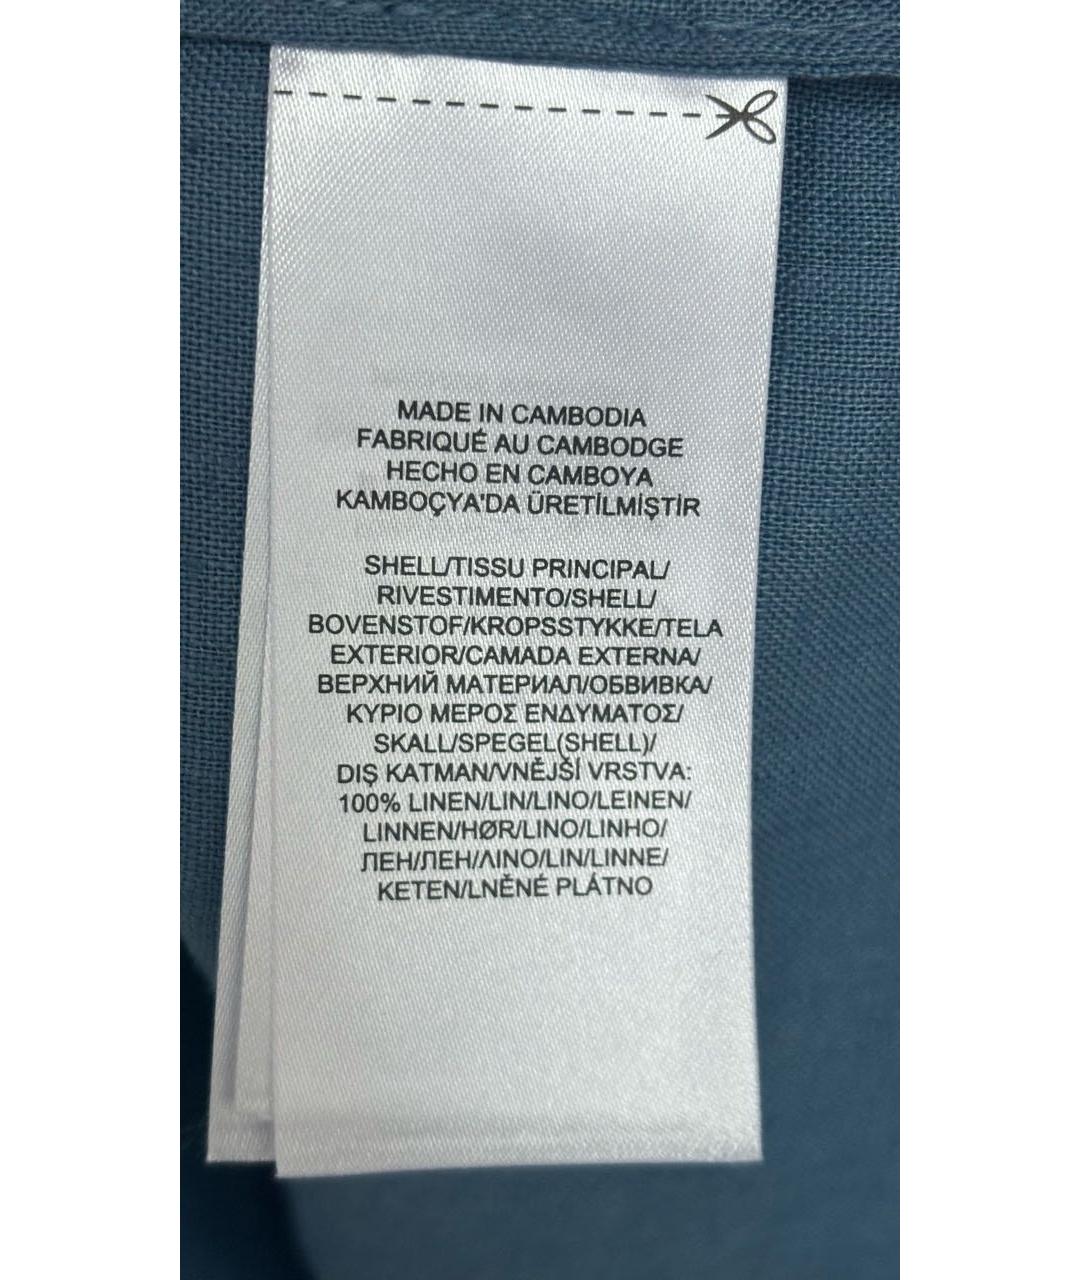 MADE IN CAMBODIA
FABRIQUÉ AU CAMBODGE
HECHO EN CAMBOYA
KAMBOÇYA'DA ÜRETİLMİŞTİR
SHELL/TISSU PRINCIPAL/
RIVESTIMENTO/SHELL/
BOVENSTOF/KROPSSTYKKE/TELA
EXTERIOR/CAMADA EXTERNA/
ВЕРХНИЙ МАТЕРИАЛ/ОБВИВКА/
ΚΥΡΙΟ ΜΕΡΟΣ ΕΝΔΥΜΑΤΟΣ/
SKALL/SPEGEL(SHELL)/
DIŞ KATMAN/VNĚJŠÍ VRSTVA:
100% LINEN/LIN/LINO/LEINEN/
LINNEN/HØR/LINO/LINHO/
ЛЕН/ЛЕН/ΛΙΝΟ/LIN/LINNE/
KETEN/LNĚNÉ PLÁTNO